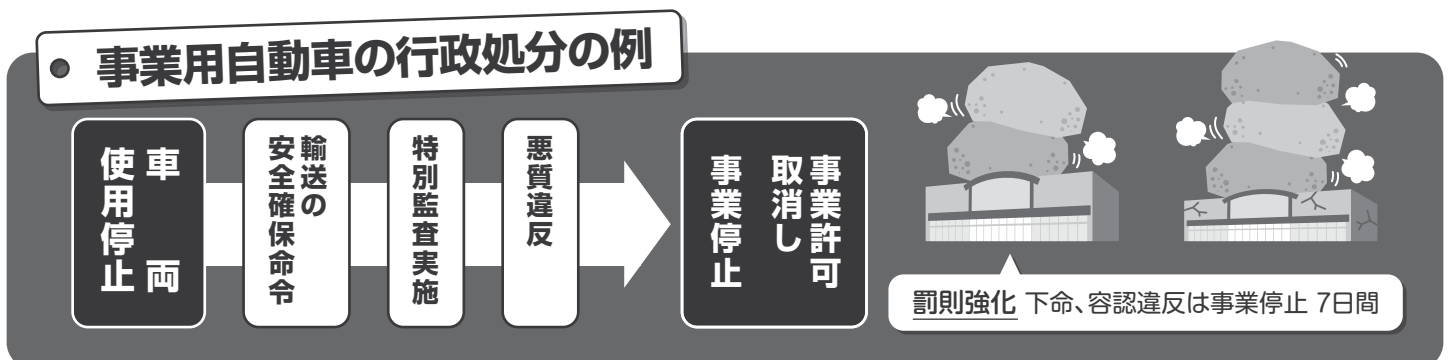 事業用自動車の行政処分の例
車両
使用停止
輸送の
安全確保命令
特別監査実施
悪質違反
事業許可
取消し
事業停止
罰則強化 下命、容認違反は事業停止 7日間